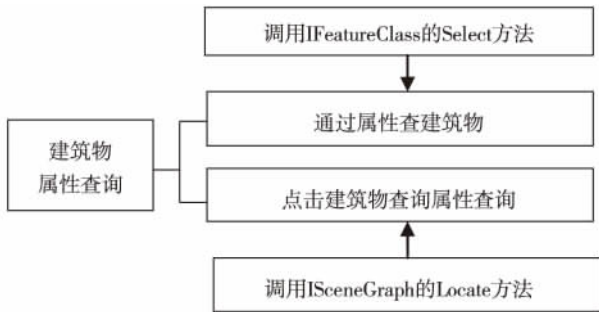 调用IFeatureClass的Select方法
通过属性查建筑物
建筑物
属性查询
点击建筑物查询属性查询
调用ISceneGraph的Locate方法